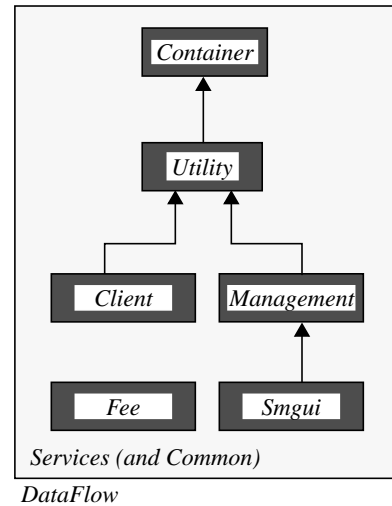 Container
Utility
Client
Management
Fee
Smgui
Services (and Common)
DataFlow